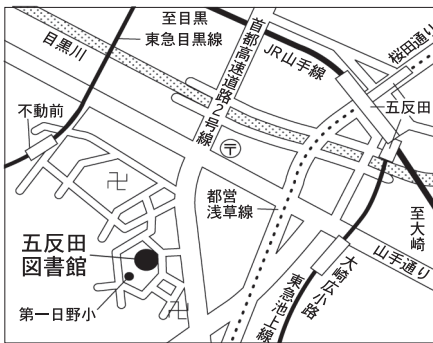 至目黒
東急目黒線
目黒川
首都高速道路2号線
JR山手線
桜田通り
不動前
五反田
〒
卍
都営
浅草線
至大崎
五反田
図書館
山手通り
大崎広小路
東急池上線
第一日野小
卍